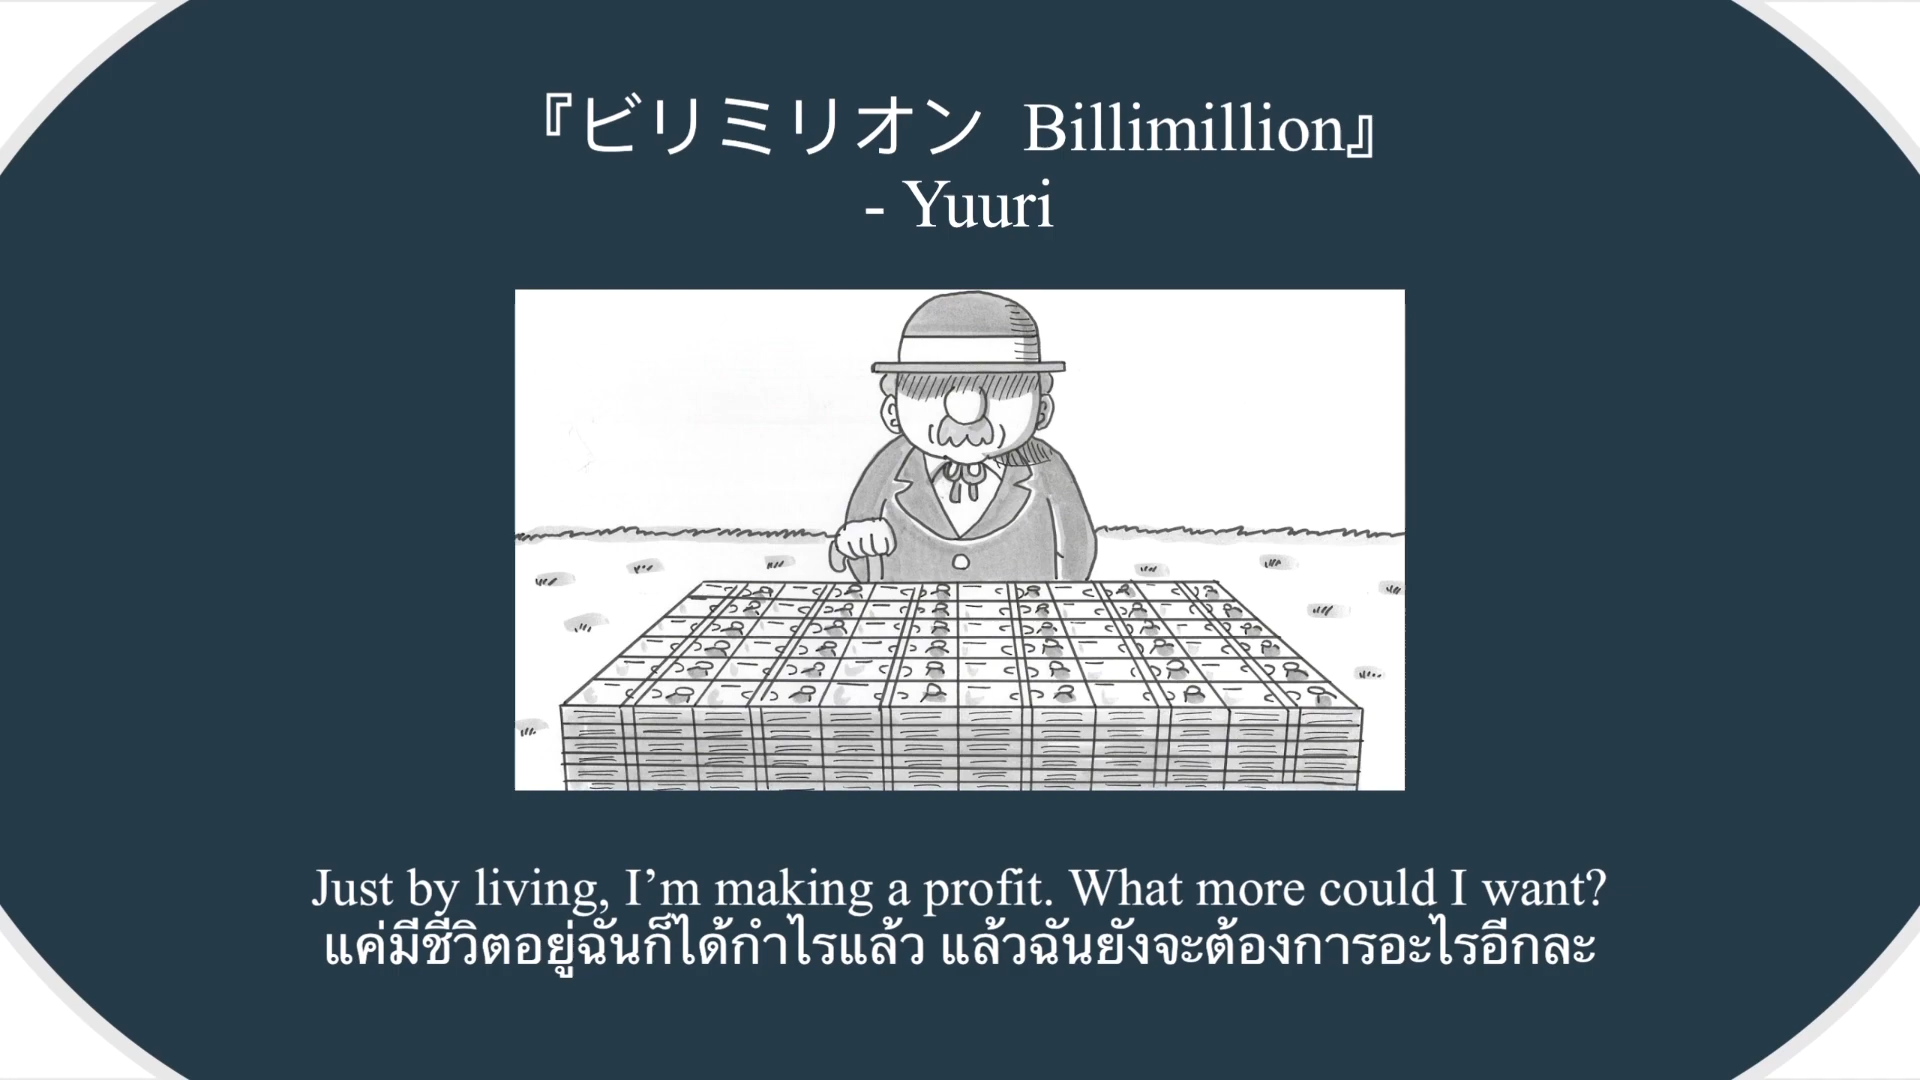 『ビリミリオン Billimillion』
- Yuuri
Just by living, I’m making a profit. What more could I want?
แค่มีชีวิตอยู่ฉันก็ได้กำไรแล้ว แล้วฉันยังจะต้องการอะไรอีกละ